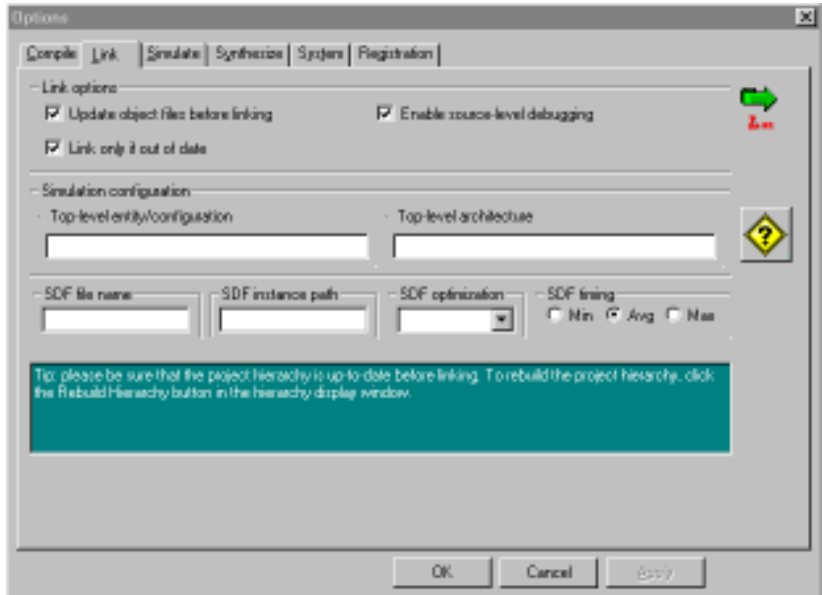 Options
Compile Link Simulate Synthesize System Registration
Link options
Update object files before linking Enable source-level debugging
Link only if out of date
Simulation configuration
Top-level entity/configuration Top-level architecture
SDF file name SDF instance path SDF optimization SDF timing
Min Avg Max
Tip: please be sure that the project hierarchy is up-to-date before linking. To rebuild the project hierarchy, click
the Rebuild Hierarchy button in the hierarchy display window.
OK Cancel Apply